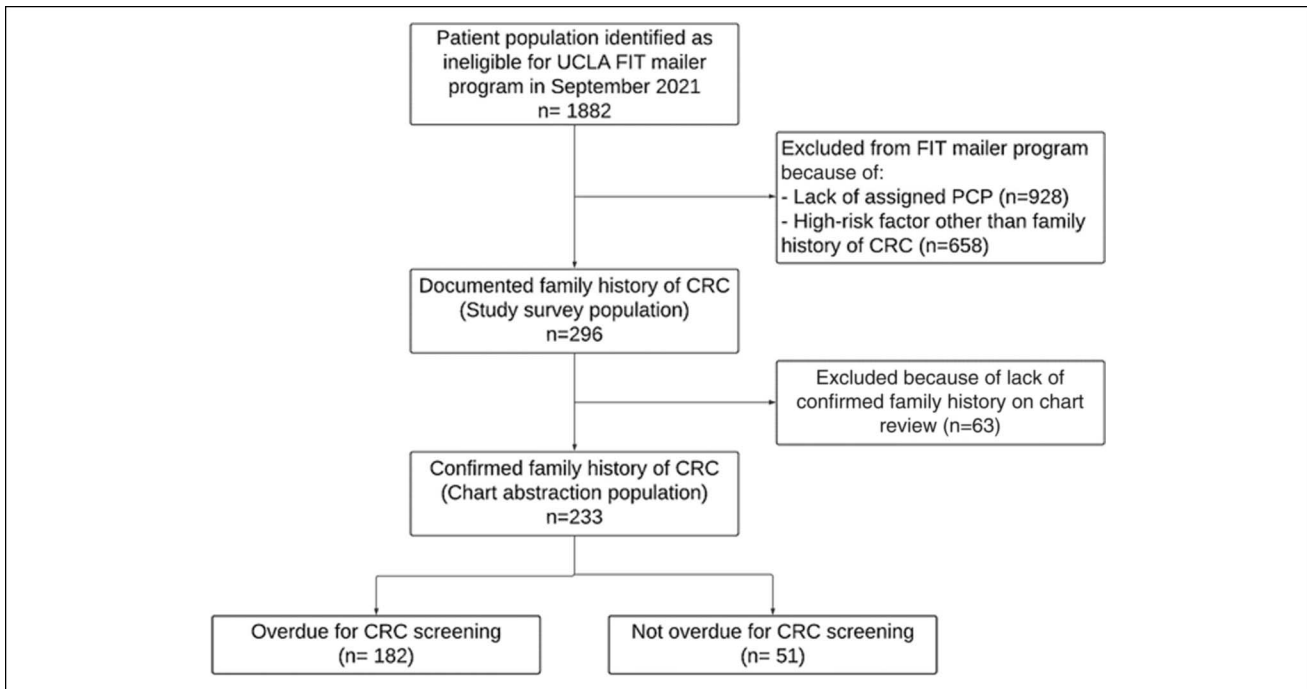 Patient population identified as
ineligible for UCLA FIT mailer
program in September 2021
n= 1882
Excluded from FIT mailer program
because of:
- Lack of assigned PCP (n=928)
- High-risk factor other than family
history of CRC (n=658)
Documented family history of CRC
(Study survey population)
n=296
Excluded because of lack of
confirmed family history on chart
review (n=63)
Confirmed family history of CRC
(Chart abstraction population)
n=233
Overdue for CRC screening
(n= 182)
Not overdue for CRC screening
(n= 51)